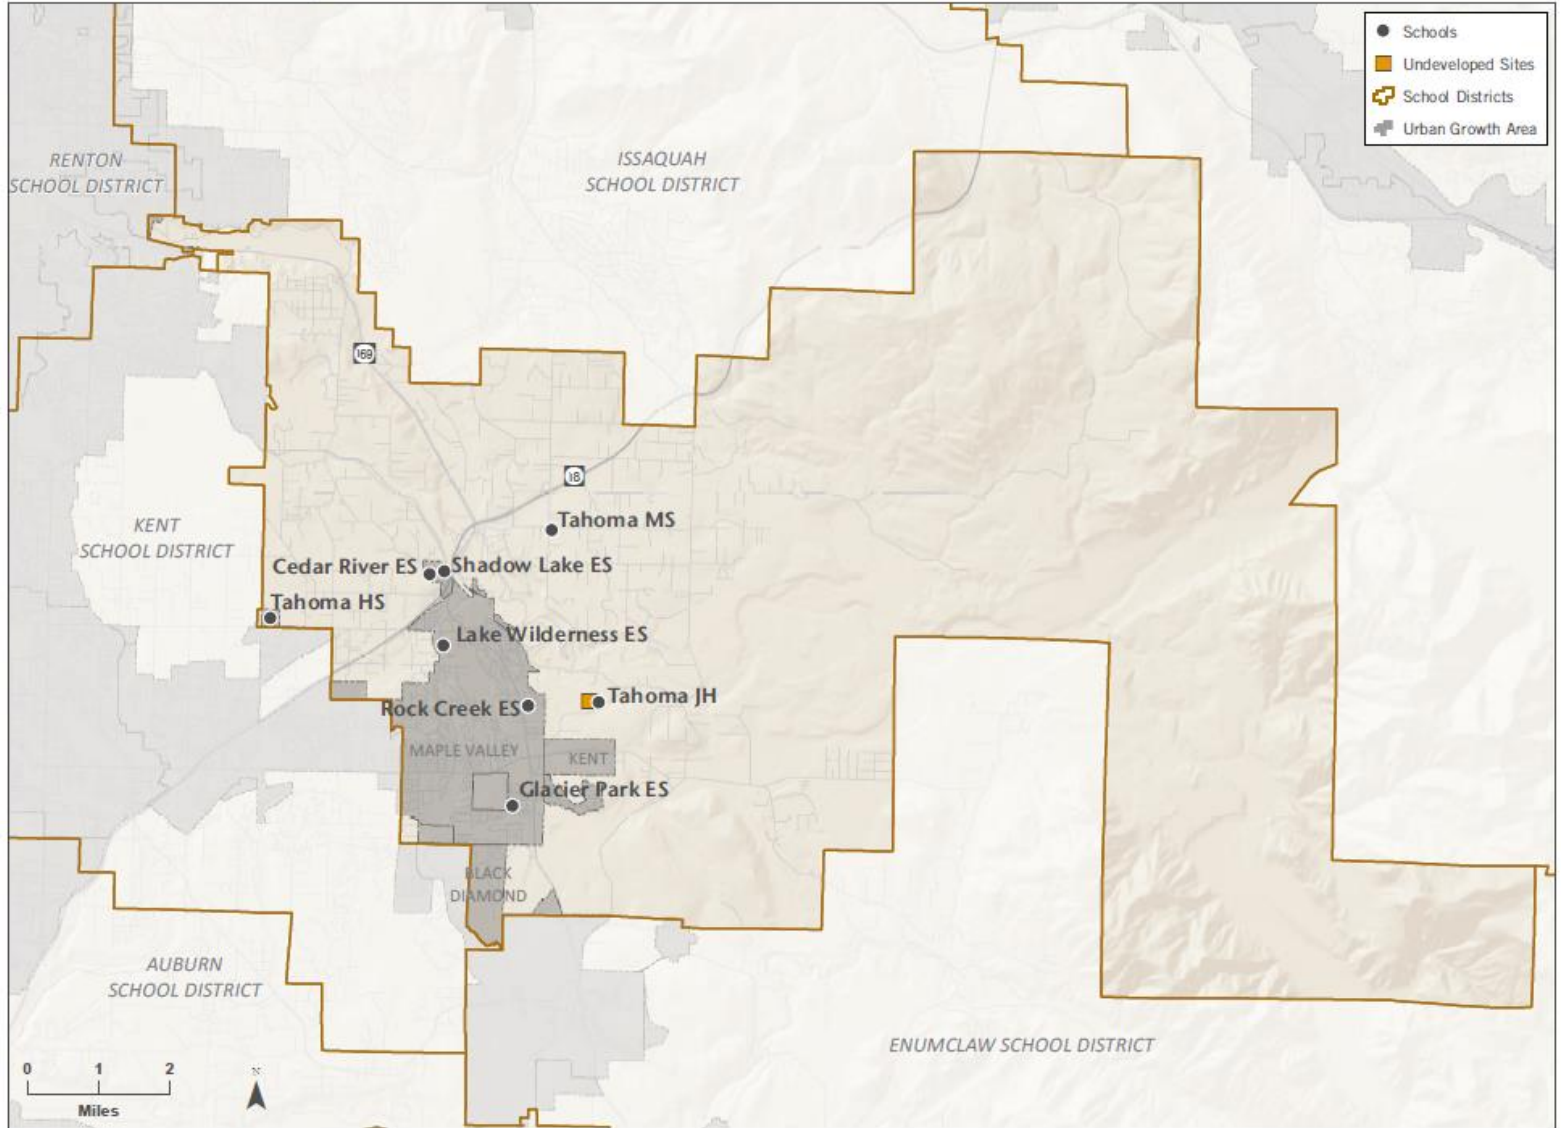 Schools
Undeveloped Sites
School Districts
Urban Growth Area
RENTON
SCHOOL DISTRICT
ISSAQUAH
SCHOOL DISTRICT
169
18
KENT
SCHOOL DISTRICT
Tahoma MS
Cedar River ES
Shadow Lake ES
Tahoma HS
Lake Wilderness ES
Tahoma JH
Rock Creek ES
MAPLE VALLEY
KENT
Glacier Park ES
BLACK
DIAMOND
AUBURN
SCHOOL DISTRICT
ENUMCLAW SCHOOL DISTRICT
0 1 2
Miles
N